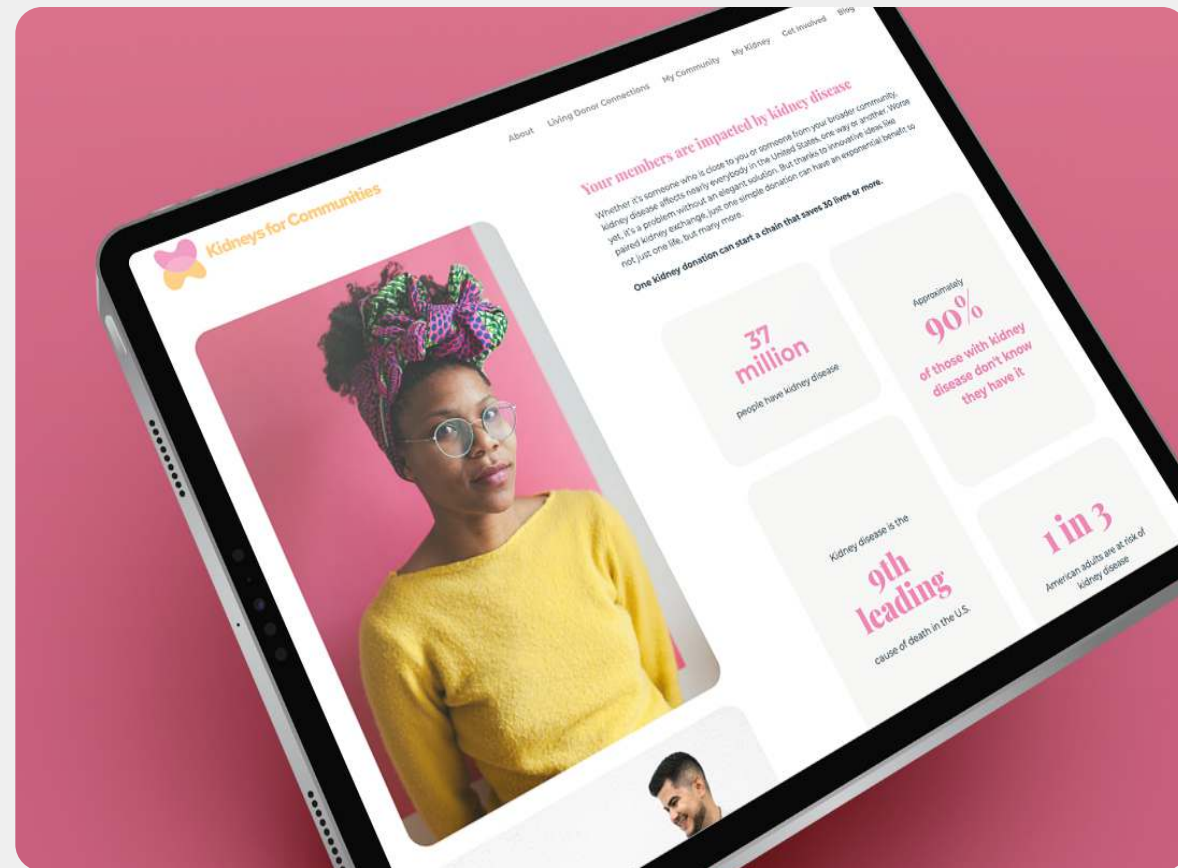 Kidneys for Communities
About
Living Donor Connections
My Community
My Kidney
Get Involved
Blog
Your members are impacted by kidney disease
Whether it's someone who is close to you or someone from your broader community,
kidney disease affects nearly everybody in the United States, one way or another. Worse
yet, it's a problem without an elegant solution. But thanks to innovative ideas like
paired kidney exchange, just one simple donation can have an exponential benefit to
not just one life, but many more.
One kidney donation can start a chain that saves 30 lives or more.
37
million
people have kidney disease
Approximately
90%
of those with kidney
disease don't know
they have it
Kidney disease is the
9th
leading
cause of death in the U.S.
1 in 3
American adults are at risk of
kidney disease